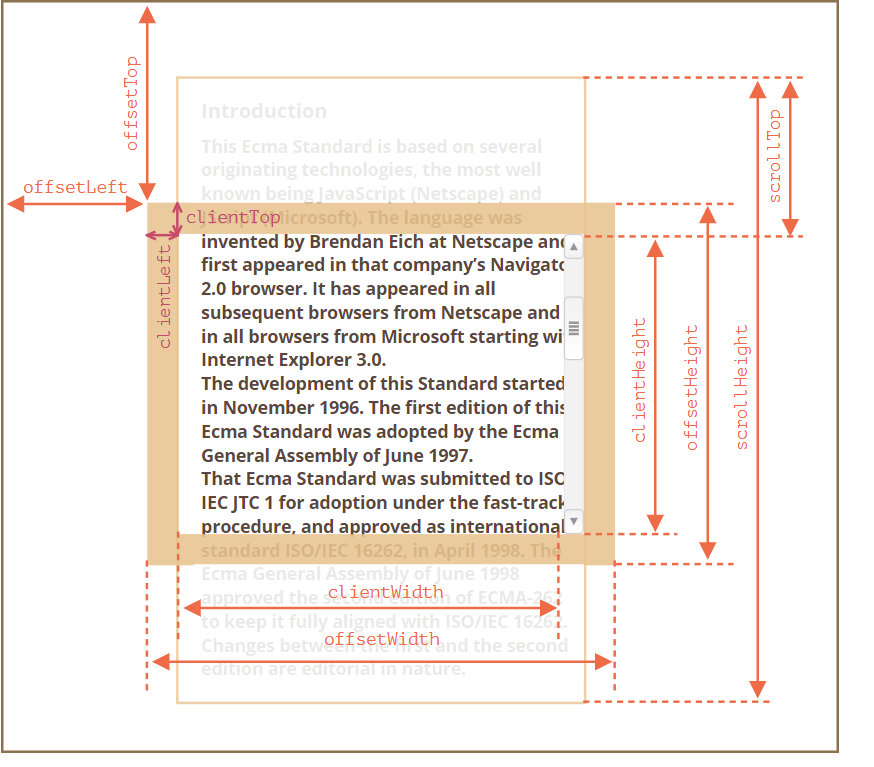 offsetTop
offsetLeft
Introduction
This Ecma Standard is based on several
originating technologies, the most well
known being JavaScript (Netscape) and
(Microsoft). The language was
invented by Brendan Eich at Netscape and
first appeared in that company’s Navigato
2.0 browser. It has appeared in all
subsequent browsers from Netscape and
in all browsers from Microsoft starting wi
Internet Explorer 3.0.
The development of this Standard started
in November 1996. The first edition of this
Ecma Standard was adopted by the Ecma
General Assembly of June 1997.
That Ecma Standard was submitted to ISO
IEC JTC 1 for adoption under the fast-track
procedure, and approved as international
standard ISO/IEC 16262, in April 1998. The
Ecma General Assembly of June 1998
approved the second edition of ECMA-262
to keep it fully aligned with ISO/IEC 16262.
Changes between the first and the second
edition are editorial in nature.
clientTop
clientLeft
clientWidth
offsetWidth
clientHeight
offsetHeight
scrollHeight
scrollTop